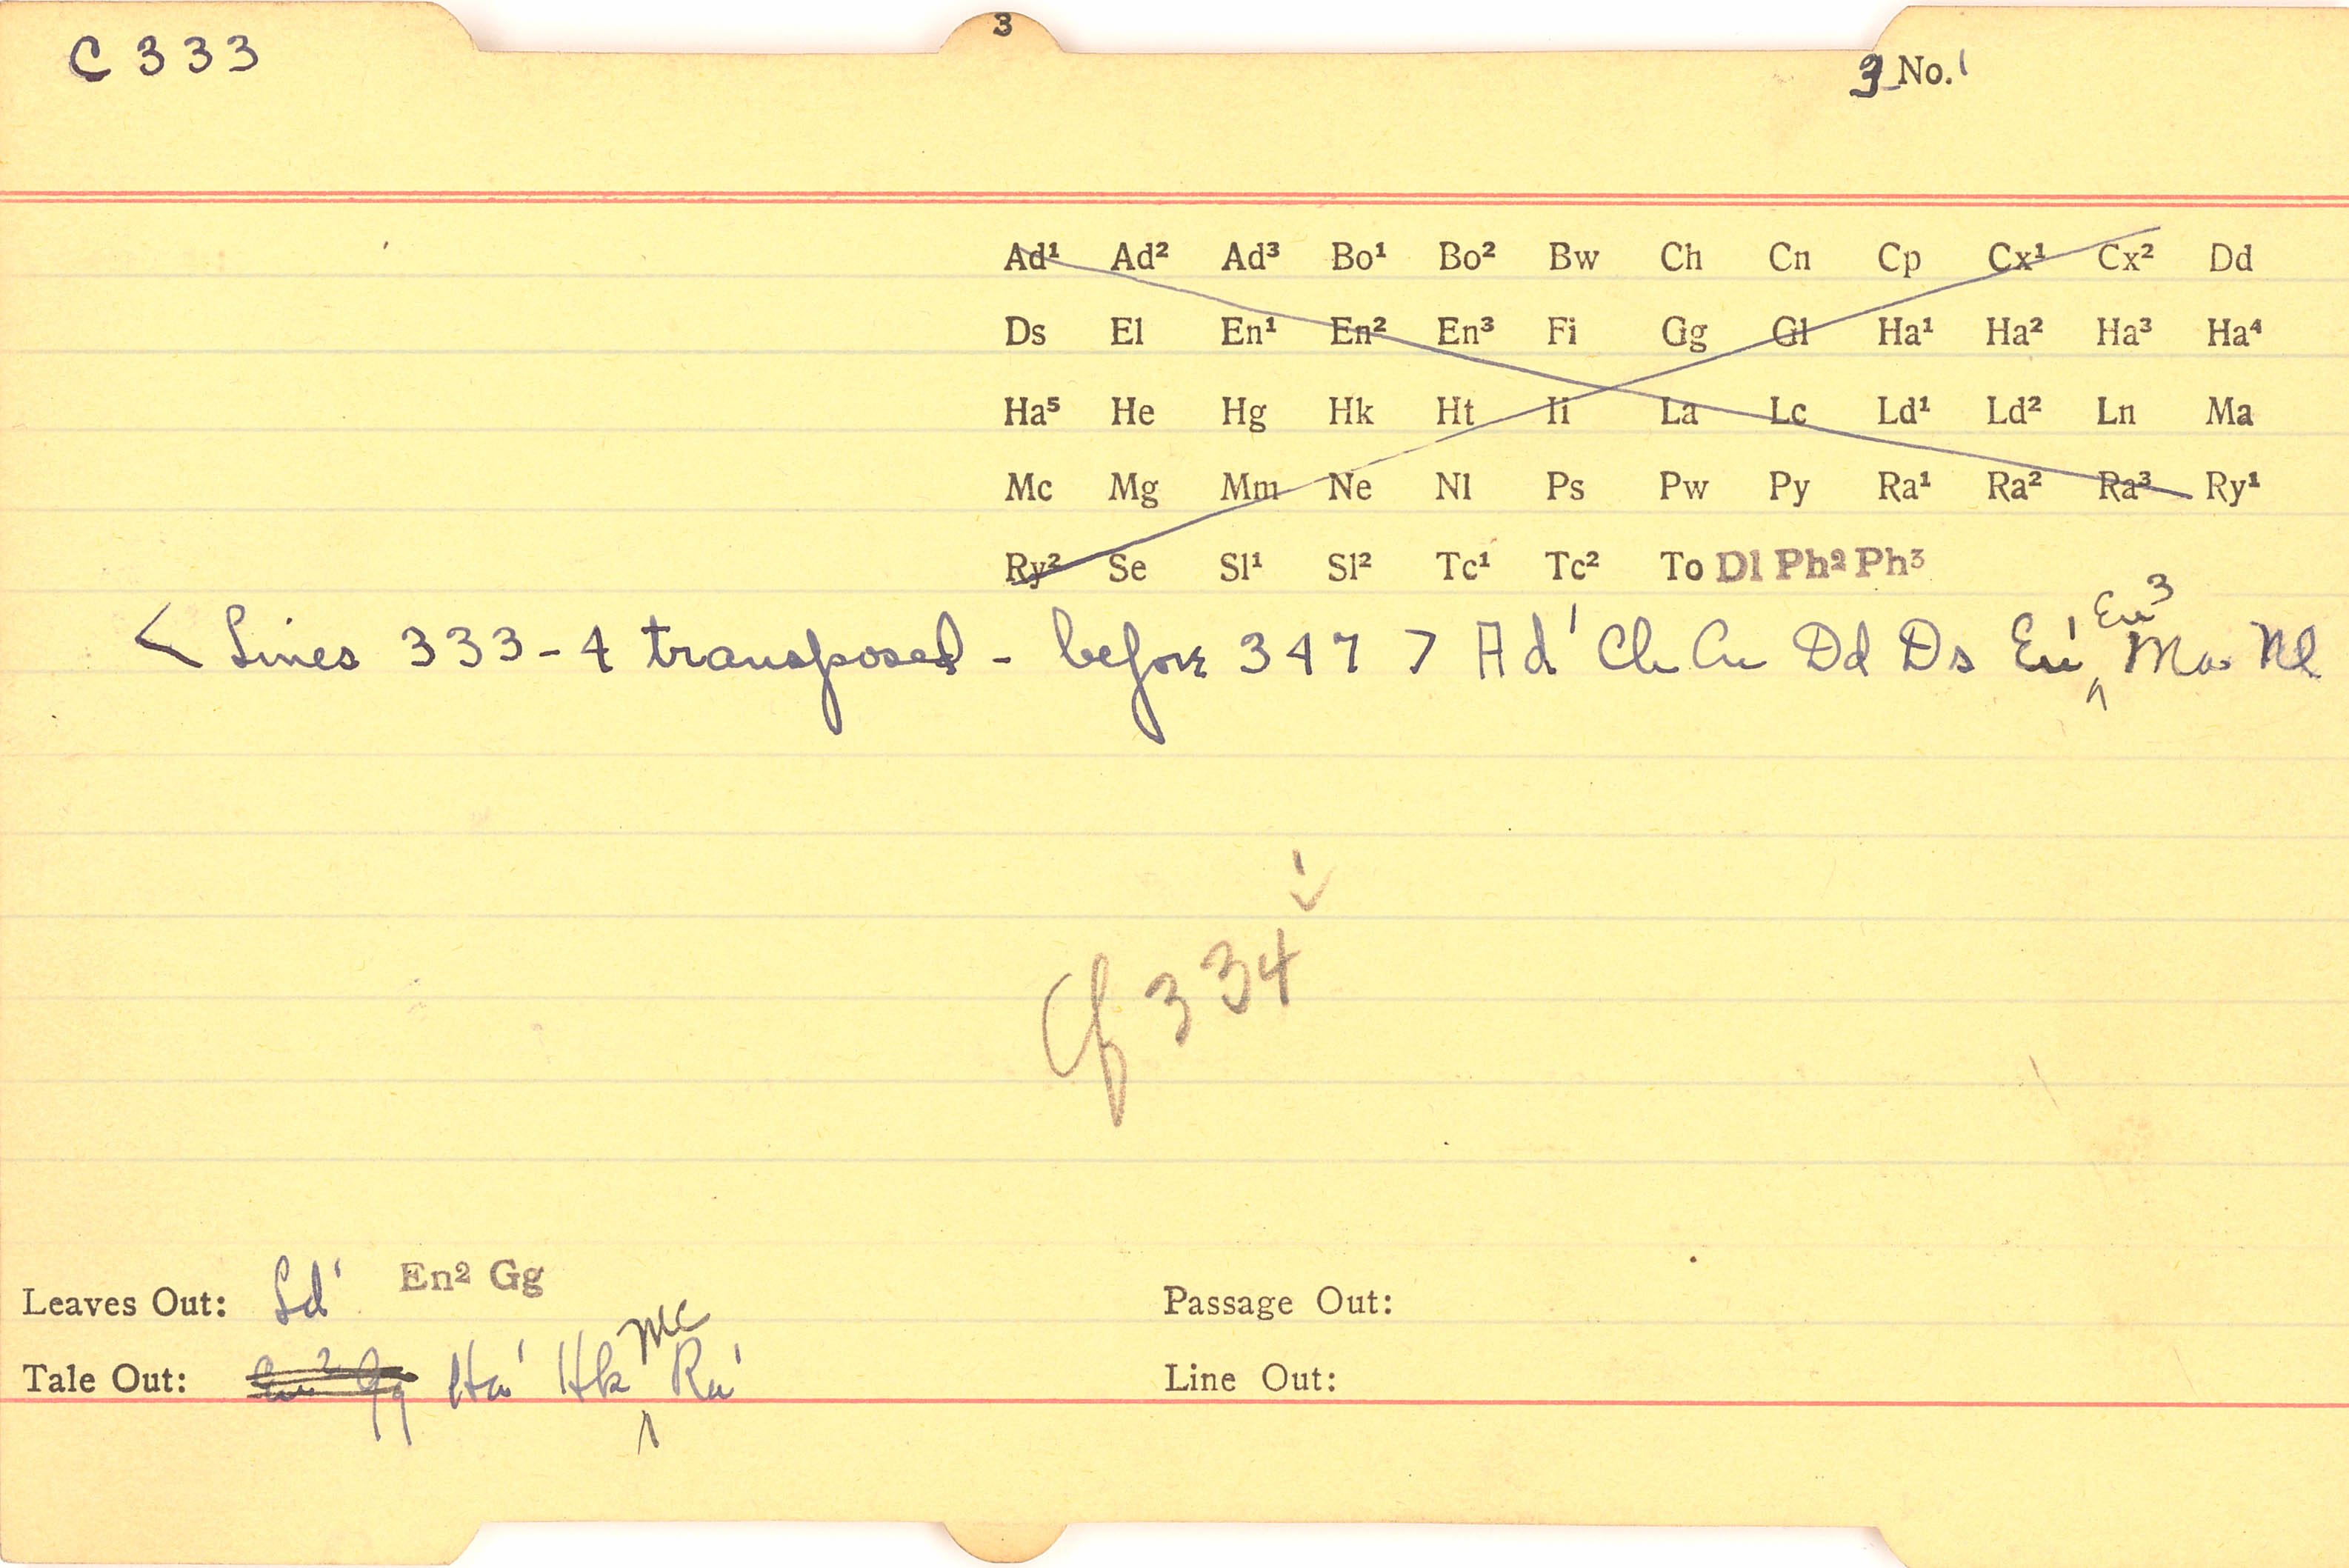 3
C 333
3 No. 1
Ad¹ Ad² Ad³ Bo¹ Bo² Bw Ch Cn Cp Cx¹ Cx² Dd
Ds El En¹ En² En³ Fi Gg Gl Ha¹ Ha² Ha³ Ha⁴
Ha⁵ He Hg Hk Ht Ii La Lc Ld¹ Ld² Ln Ma
Mc Mg Mm Ne Nl Ps Pw Py Ra¹ Ra² Ra³ Ry¹
Ry² Se Sl¹ Sl² Tc¹ Tc² To Dl Ph² Ph³
< Lines 333-4 transposed - before 347 > Ad¹ Ch Cn Dd Ds En¹ En³ Ma Nl
Cf 334¹
Leaves Out: Ld¹ En² Gg
Tale Out: En² Gg Ha¹ Hk Mc Ra¹
Passage Out:
Line Out: